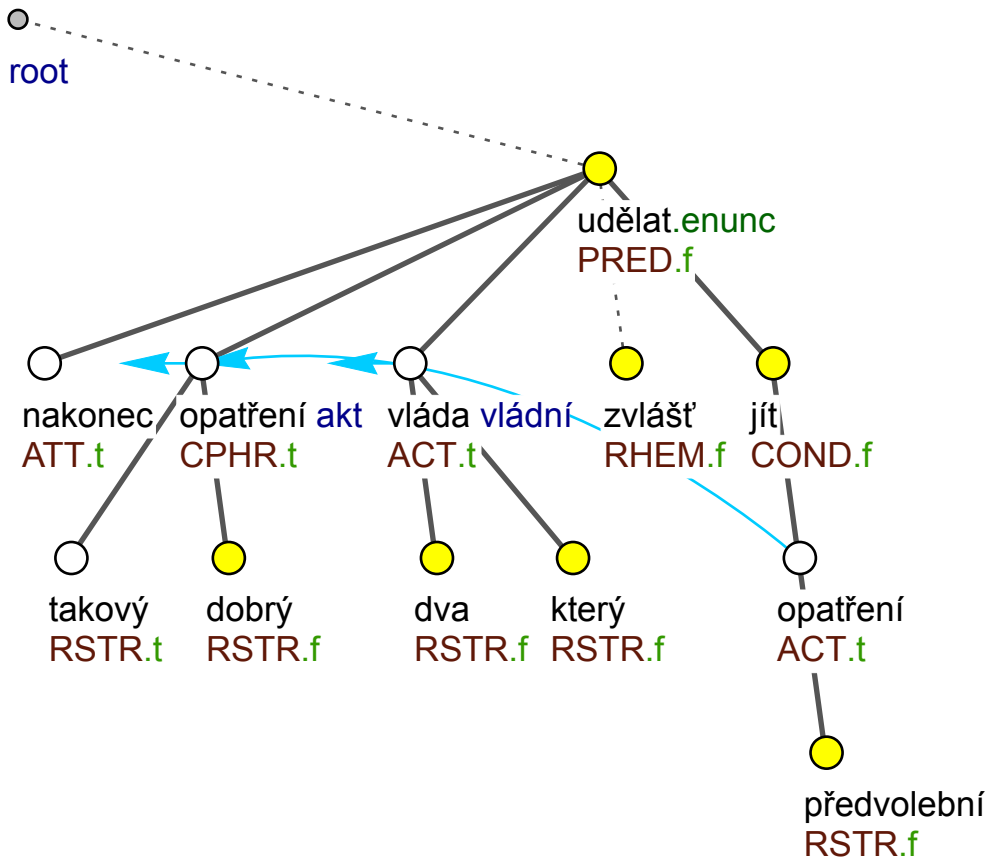 root
udělat.enunc
PRED.f
nakonec opatření akt vláda vládní zvlášť jít
ATT.t CPHR.t ACT.t RHEM.f COND.f
takový dobrý dva který opatření
RSTR.t RSTR.f RSTR.f RSTR.f ACT.t
předvolební
RSTR.f